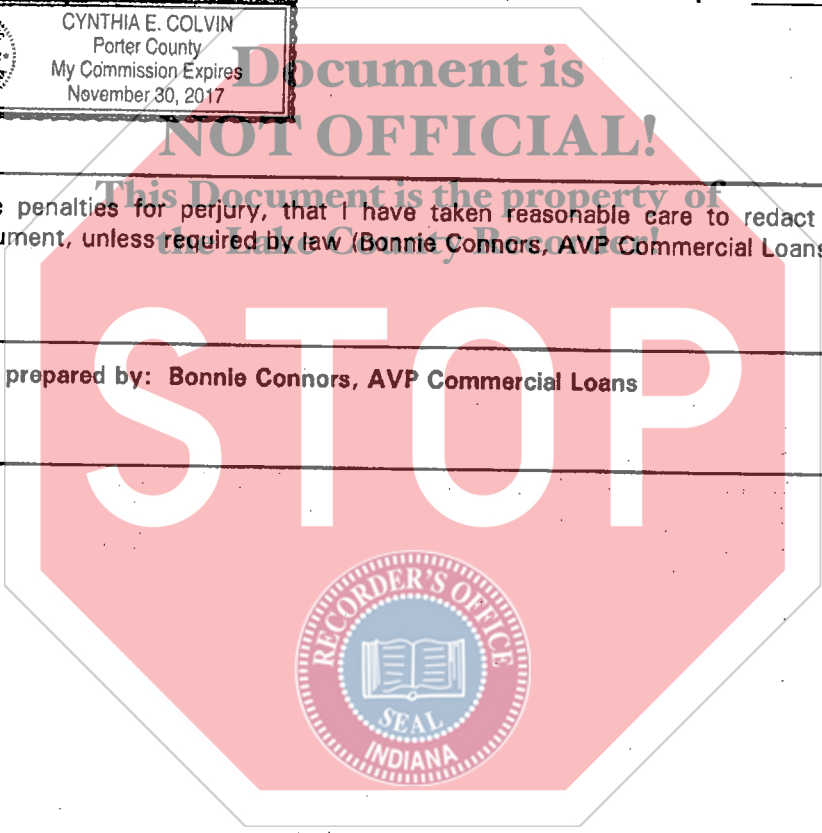 CYNTHIA E. COLVIN
Porter County
My Commission Expires
November 30, 2017
Document is
NOT OFFICIAL!
This Document is the property of
the Lake County Recorder!
penalties for perjury, that I have taken reasonable care to redact
unless required by law (Bonnie Connors, AVP Commercial Loans
prepared by: Bonnie Connors, AVP Commercial Loans
STOP
RECORDER'S OFFICE
SEAL
INDIANA